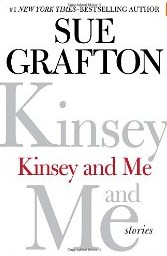 #1 NEW YORK TIMES–BESTSELLING AUTHOR
SUE
GRAFTON
Kinsey
Kinsey and Me
and
Me
stories